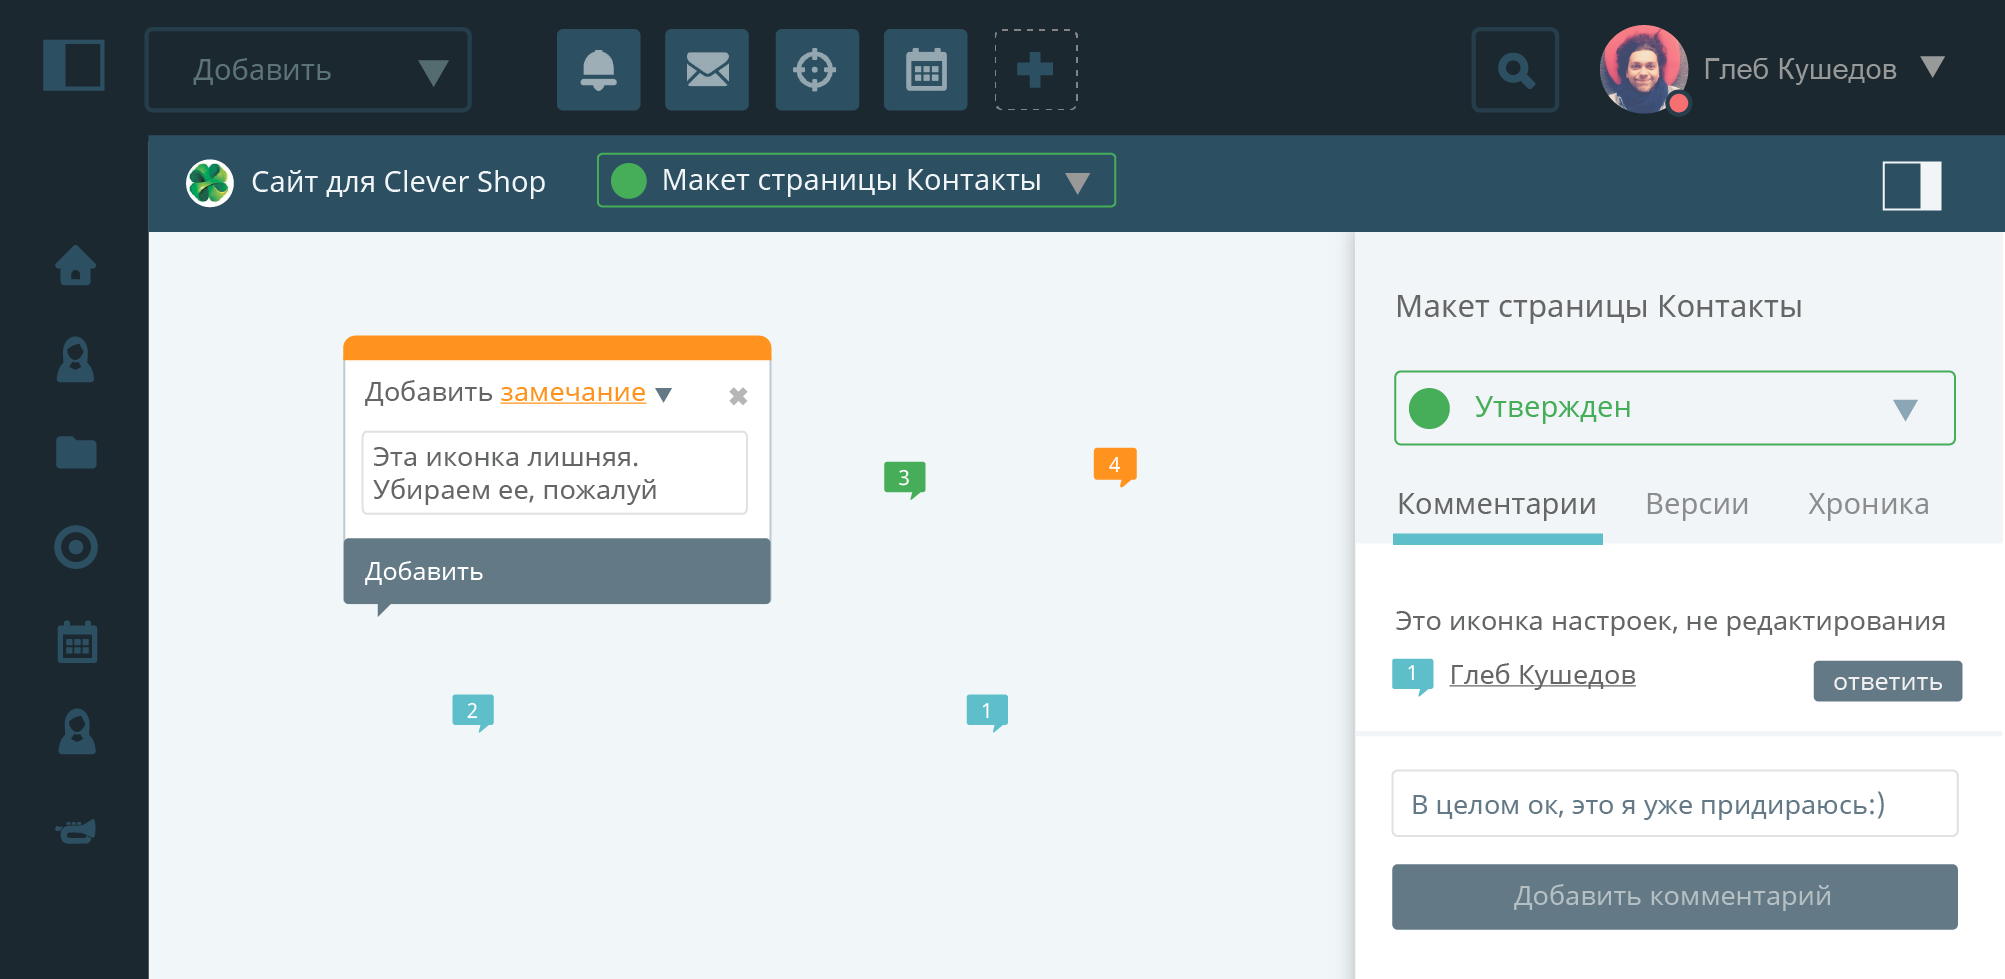 Добавить
Глеб Кушедов
Сайт для Clever Shop
Макет страницы Контакты
Добавить замечание
Эта иконка лишняя.
Убираем ее, пожалуй
Добавить
3
4
2
1
Макет страницы Контакты
Утвержден
Комментарии Версии Хроника
Это иконка настроек, не редактирования
1 Глеб Кушедов
ответить
В целом ок, это я уже придираюсь:)
Добавить комментарий